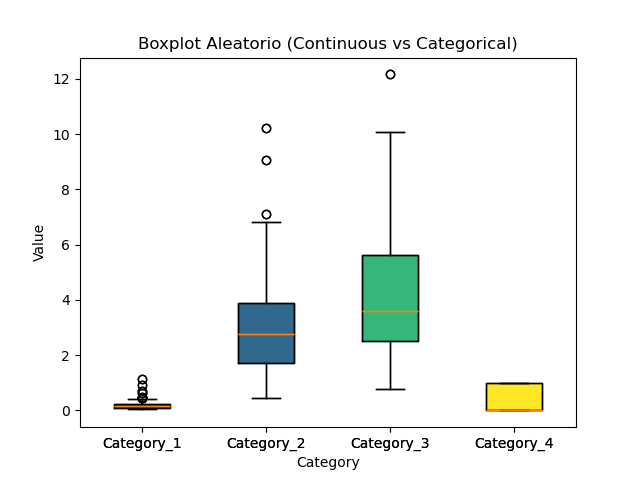 Boxplot Aleatorio (Continuous vs Categorical)
12
10
8
6
4
2
0
Value
Category_1 Category_2 Category_3 Category_4
Category